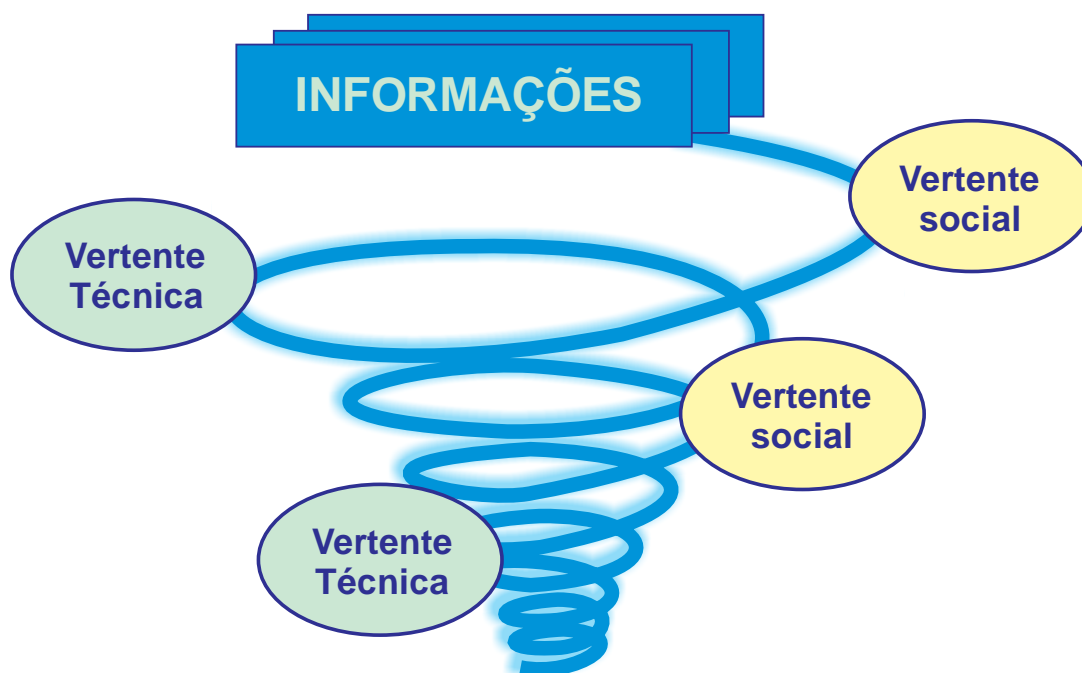 INFORMAÇÕES
Vertente
social
Vertente
Técnica
Vertente
social
Vertente
Técnica